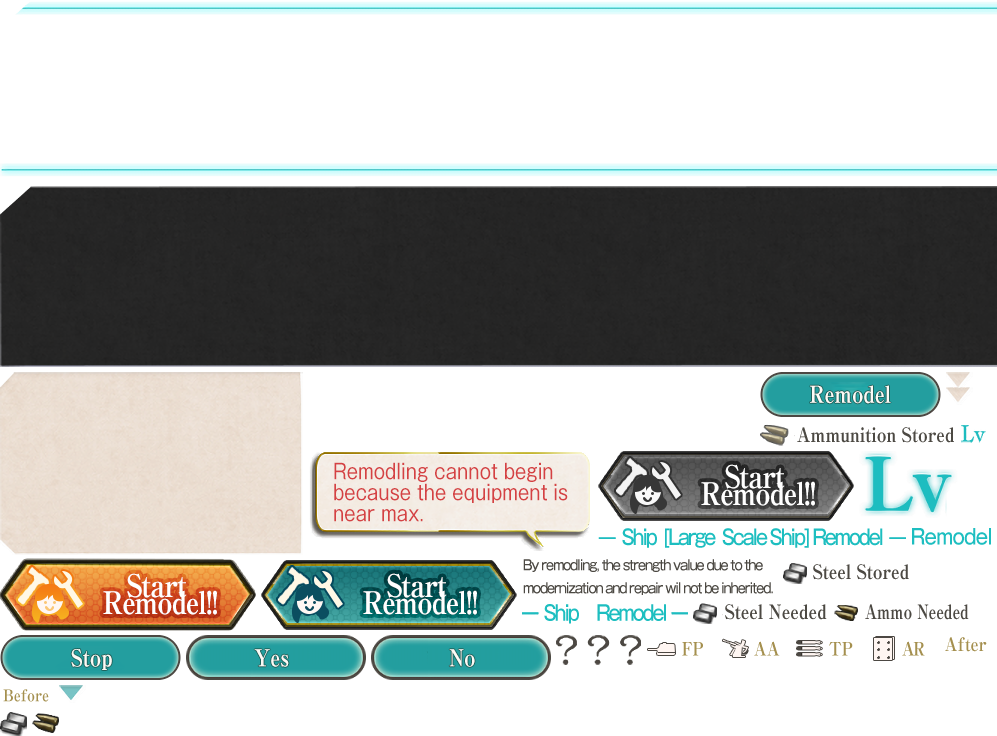 Remodel
Ammunition Stored Lv
Remodling cannot begin
because the equipment is
near max.
Start
Remodel!!
Lv
— Ship [Large Scale Ship] Remodel — Remodel
Start
Remodel!!
Start
Remodel!!
By remodling, the strength value due to the
modernization and repair wil not be inherited.
Steel Stored
— Ship Remodel —
Steel Needed
Ammo Needed
Stop
Yes
No
? ? ?
FP
AA
TP
AR
After
Before